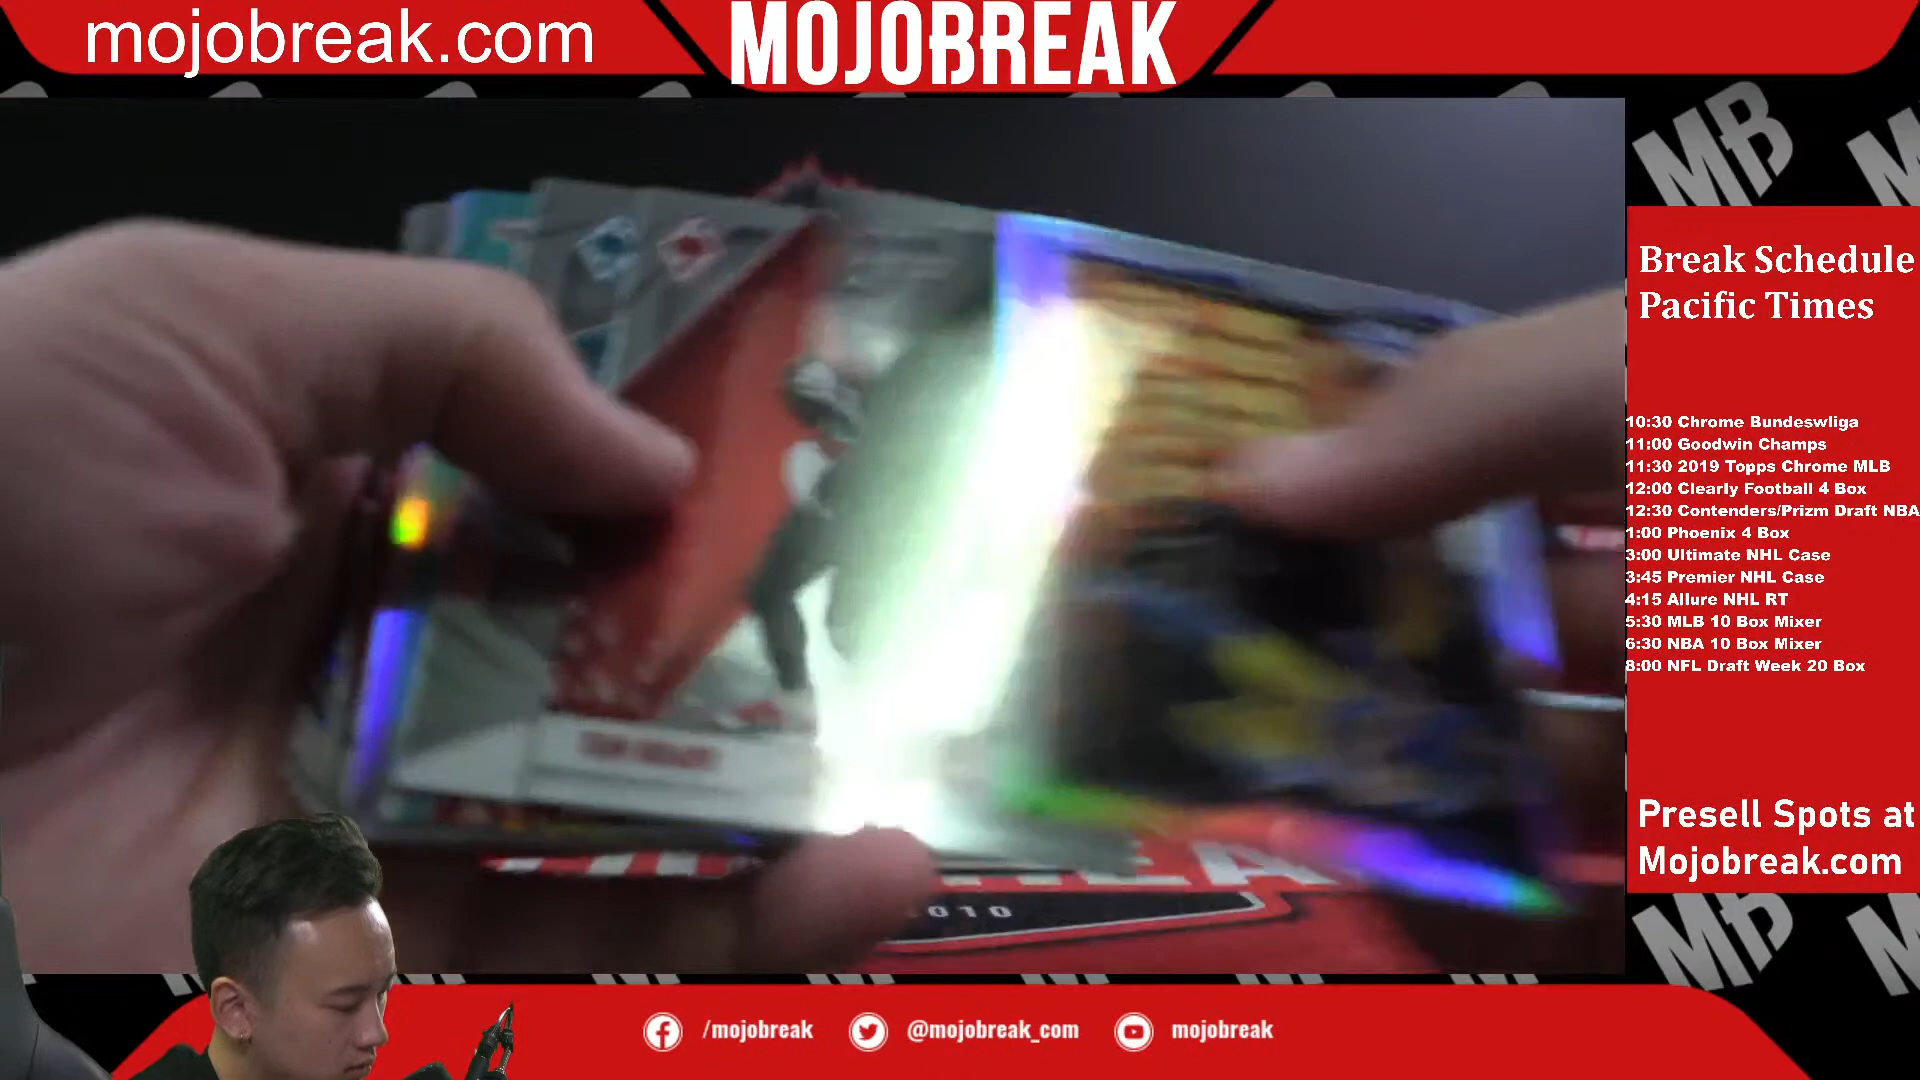 mojobreak.com
MOJOBREAK
MB
Break Schedule
Pacific Times
10:30 Chrome Bundeswliga
11:00 Goodwin Champs
11:30 2019 Topps Chrome MLB
12:00 Clearly Football 4 Box
12:30 Contenders/Prizm Draft NBA
1:00 Phoenix 4 Box
3:00 Ultimate NHL Case
3:45 Premier NHL Case
4:15 Allure NHL RT
5:30 MLB 10 Box Mixer
6:30 NBA 10 Box Mixer
8:00 NFL Draft Week 20 Box
Presell Spots at
Mojobreak.com
MB
/mojobreak
@mojobreak_com
mojobreak